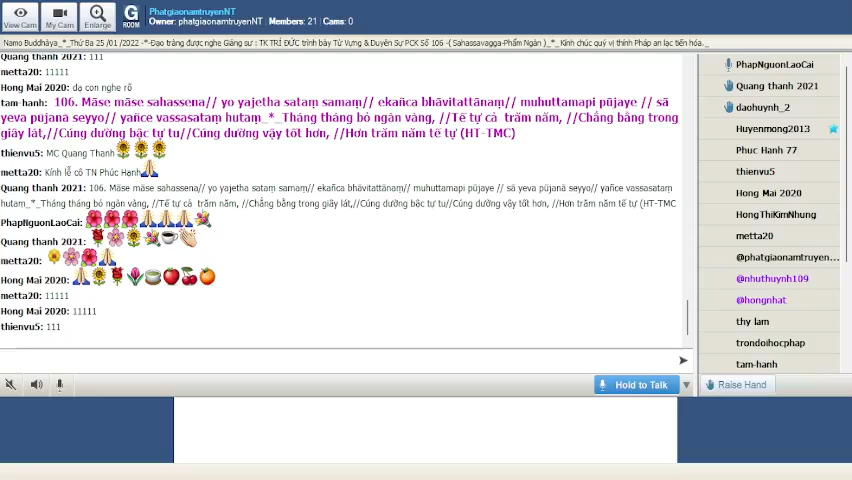 PhatgiaonamtruyenNT
Owner: phatgiaonamtruyenNT | Members: 21 | Cams: 0
View Cam
My Cam
Enlarge
G
ROOM
Namo Buddhàya_*_Thứ Ba 25 /01 /2022 -*-Đạo tràng được nghe Giảng sư : TK TRÍ ĐỨC trình bày Từ Vựng & Duyên Sự PCK Số 106 -( Sahassavagga-Phẩm Ngàn )_*_Kính chúc quý vị thính Pháp an lạc tiến hóa._
Quang thanh 2021: 111
metta20: 11111
Hong Mai 2020: dạ con nghe rõ
tam-hanh: 106. Māse māse sahassena// yo yajetha sataṃ samaṃ// ekañca bhāvitattānaṃ// muhuttamapi pūjaye // sā
yeva pūjanā seyyo// yañce vassasataṃ hutaṃ_*_Tháng tháng bỏ ngàn vàng, //Tế tự cả trăm năm, //Chẳng bằng trong
giây lát,//Cúng dường bậc tự tu//Cúng dường vậy tốt hơn, //Hơn trăm năm tế tự (HT-TMC)
thienvu5: MC Quang Thanh
metta20: Kính lễ cô TN Phúc Hạnh
Quang thanh 2021: 106. Māse māse sahassena// yo yajetha sataṃ samaṃ// ekañca bhāvitattānaṃ// muhuttamapi pūjaye // sā yeva pūjanā seyyo// yañce vassasataṃ
hutaṃ_*_Tháng tháng bỏ ngàn vàng, //Tế tự cả trăm năm, //Chẳng bằng trong giây lát,//Cúng dường bậc tự tu//Cúng dường vậy tốt hơn, //Hơn trăm năm tế tự (HT-TMC
PhapNguonLaoCai:
Quang thanh 2021:
metta20:
Hong Mai 2020:
metta20: 11111
Hong Mai 2020: 11111
thienvu5: 111
Hold to Talk
PhapNguonLaoCai
Quang thanh 2021
daohuynh_2
Huyenmong2013
Phuc Hanh 77
thienvu5
Hong Mai 2020
HongThiKimNhung
metta20
@phatgiaonamtruyen...
@nhuthuynh109
@hongnhat
thy lam
trondoihocphap
tam-hanh
Raise Hand